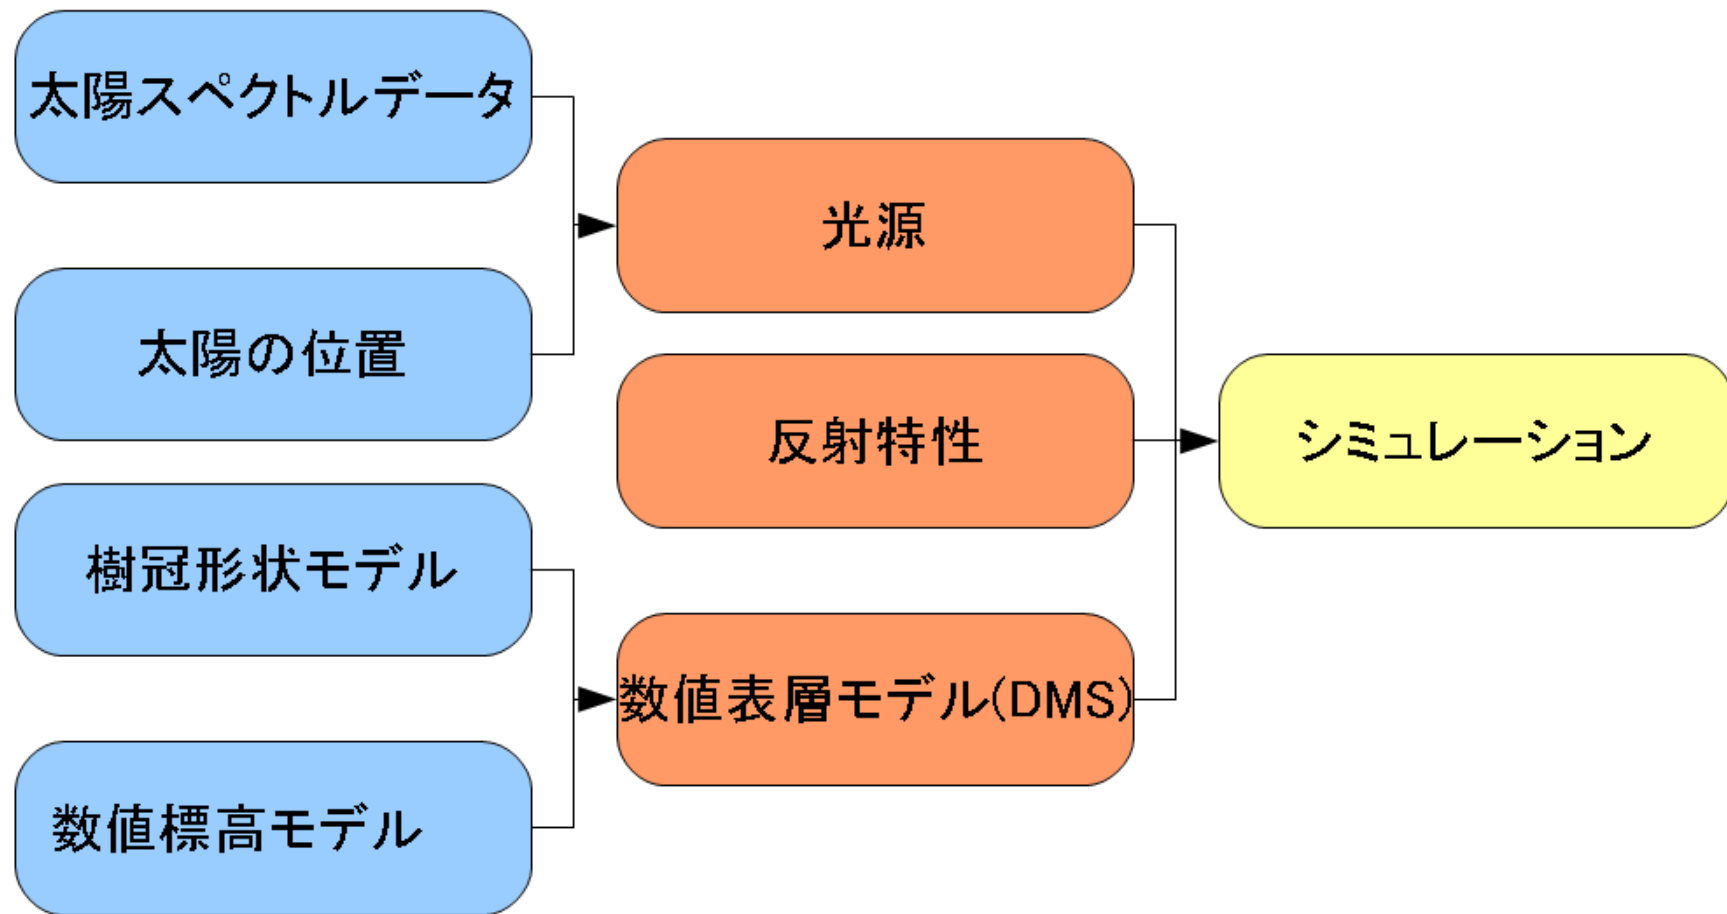 太陽スペクトルデータ
太陽の位置
樹冠形状モデル
数値標高モデル
光源
反射特性
数値表層モデル(DMS)
シミュレーション